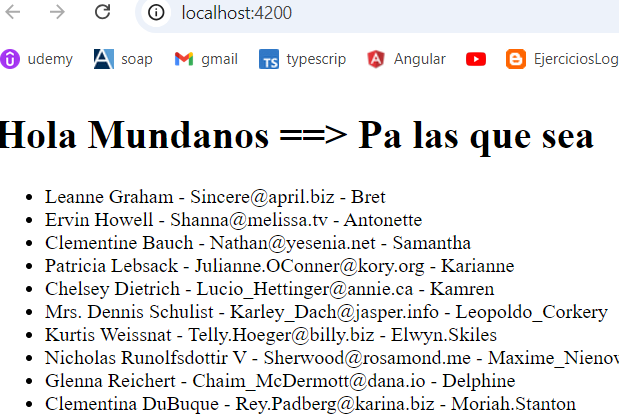 localhost:4200
udemy soap gmail TS typescrip Angular EjerciciosLog
Hola Mundanos ==> Pa las que sea
Leanne Graham - Sincere@april.biz - Bret
Ervin Howell - Shanna@melissa.tv - Antonette
Clementine Bauch - Nathan@yesenia.net - Samantha
Patricia Lebsack - Julianne.OConner@kory.org - Karianne
Chelsey Dietrich - Lucio_Hettinger@annie.ca - Kamren
Mrs. Dennis Schulist - Karley_Dach@jasper.info - Leopoldo_Corkery
Kurtis Weissnat - Telly.Hoeger@billy.biz - Elwyn.Skiles
Nicholas Runolfsdottir V - Sherwood@rosamond.me - Maxime_Nienow
Glenna Reichert - Chaim_McDermott@dana.io - Delphine
Clementina DuBuque - Rey.Padberg@karina.biz - Moriah.Stanton